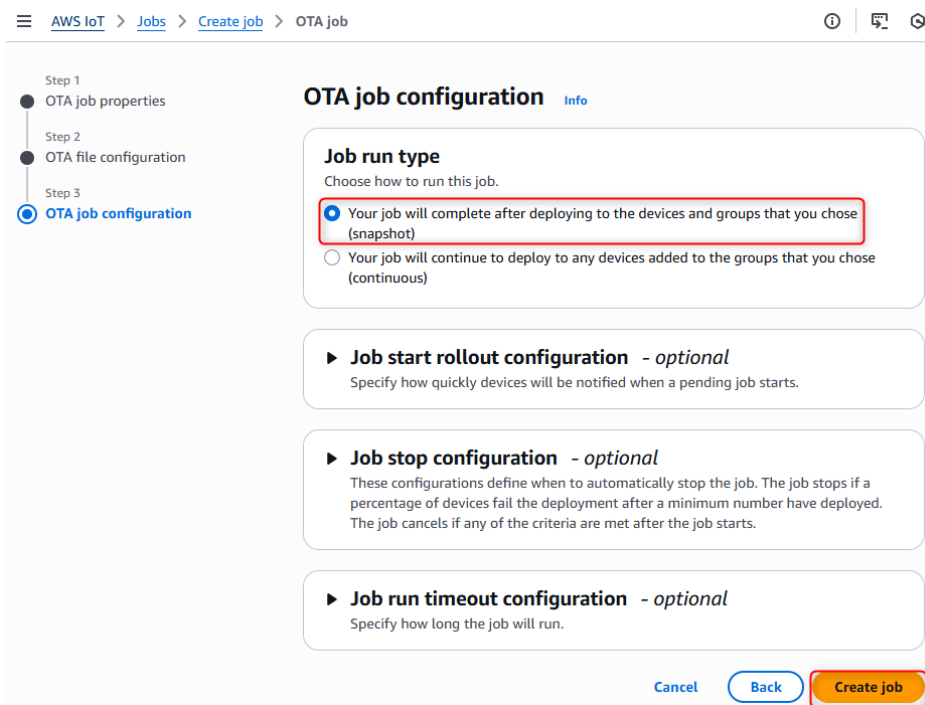 AWS IoT > Jobs > Create job > OTA job
Step 1
OTA job properties
Step 2
OTA file configuration
Step 3
OTA job configuration
OTA job configuration Info
Job run type
Choose how to run this job.
Your job will complete after deploying to the devices and groups that you chose
(snapshot)
Your job will continue to deploy to any devices added to the groups that you chose
(continuous)
Job start rollout configuration - optional
Specify how quickly devices will be notified when a pending job starts.
Job stop configuration - optional
These configurations define when to automatically stop the job. The job stops if a
percentage of devices fail the deployment after a minimum number have deployed.
The job cancels if any of the criteria are met after the job starts.
Job run timeout configuration - optional
Specify how long the job will run.
Cancel Back Create job